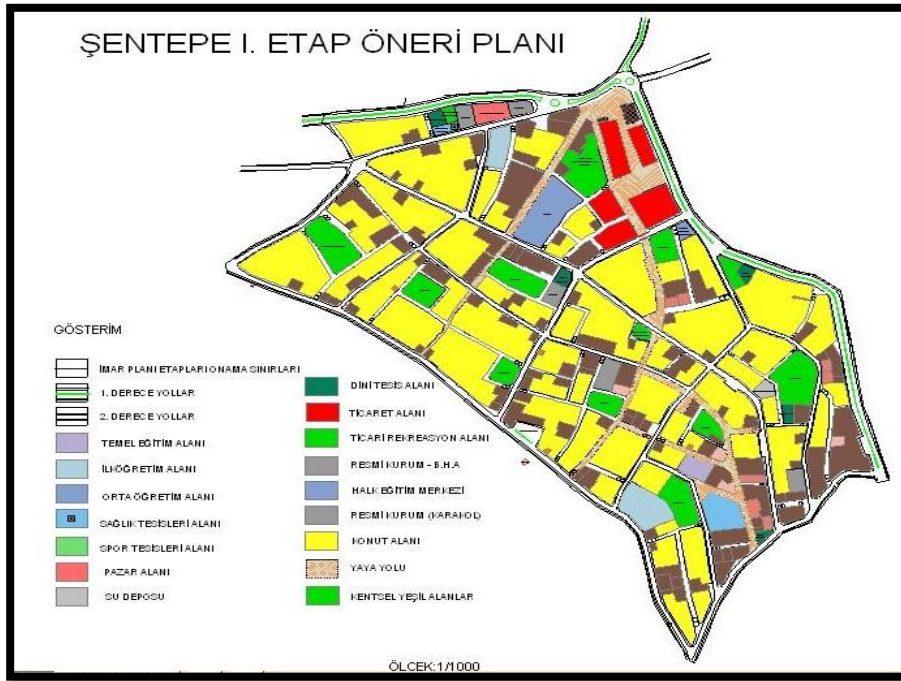 ŞENTEPE I. ETAP ÖNERİ PLANI
GÖSTERİM
İMAR PLANI ETAPLARI ONAMA SINIRLARI
1. DERECE YOLLAR
2. DERECE YOLLAR
TEMEL EĞİTİM ALANI
İLKÖĞRETİM ALANI
ORTA ÖĞRETİM ALANI
SAĞLIK TESİSLERİ ALANI
SPOR TESİSLERİ ALANI
PAZAR ALANI
SU DEPOSU
DİNİ TESİS ALANI
TİCARET ALANI
TİCARİ REKREASYON ALANI
RESMİ KURUM - B.H.A
HALK EĞİTİM MERKEZİ
RESMİ KURUM (KARAKOL)
KONUT ALANI
YAYA YOLU
KENTSEL YEŞİL ALANLAR
ÖLCEK:1/1000